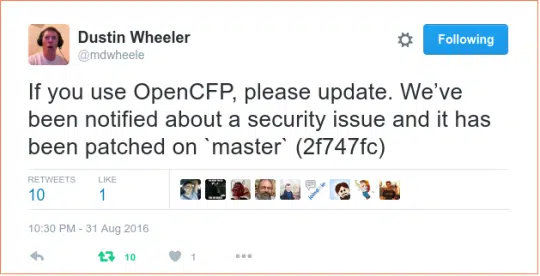 Dustin Wheeler
@mdwheele
Following
If you use OpenCFP, please update. We’ve
been notified about a security issue and it has
been patched on `master` (2f747fc)
RETWEETS LIKE
10 1
10:30 PM - 31 Aug 2016
10 1